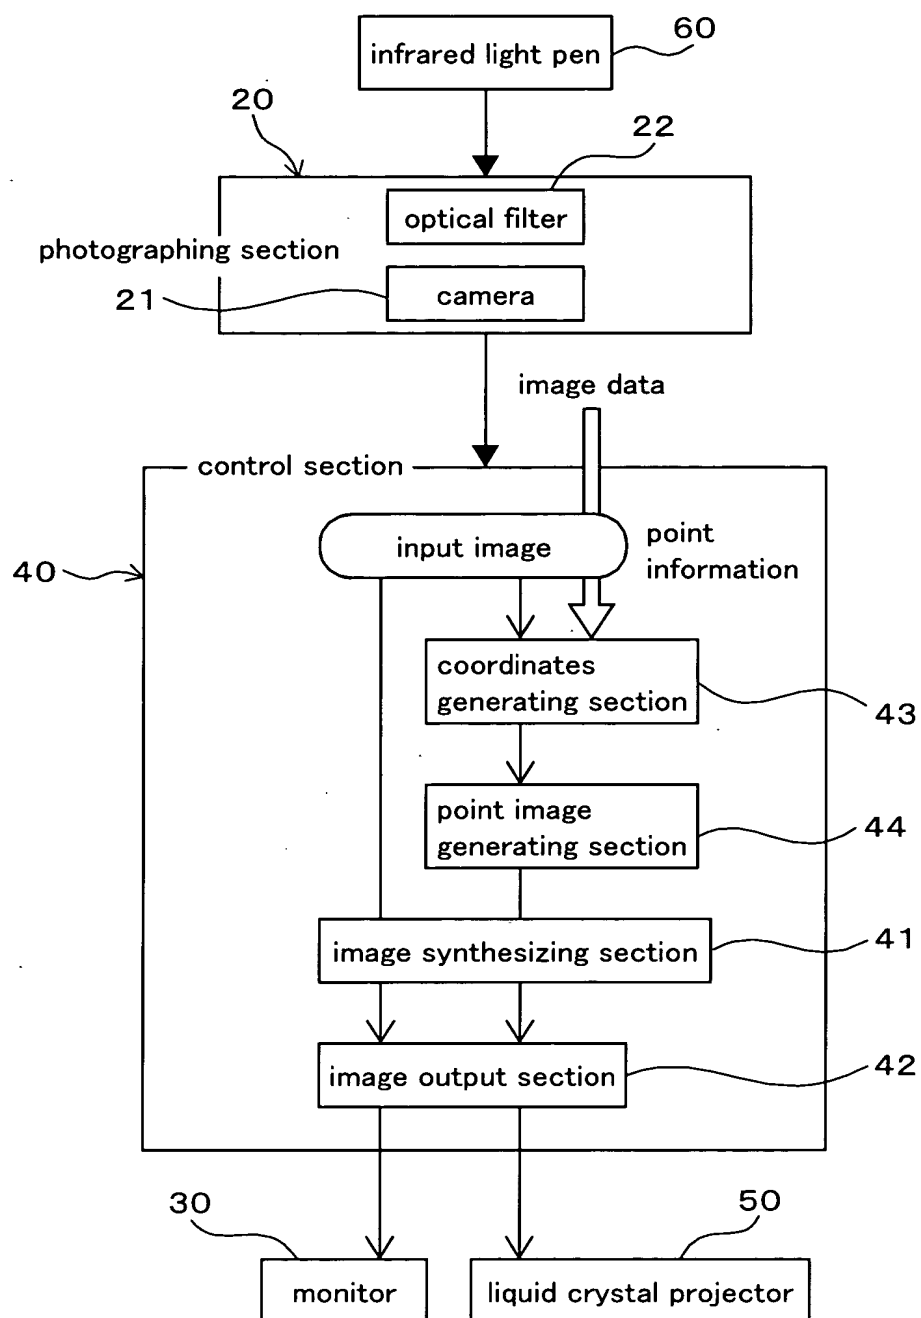 60
infrared light pen
20
22
optical filter
photographing section
21
camera
image data
control section
input image
point
information
40
coordinates
generating section
43
point image
generating section
44
image synthesizing section
41
image output section
42
30
50
monitor
liquid crystal projector